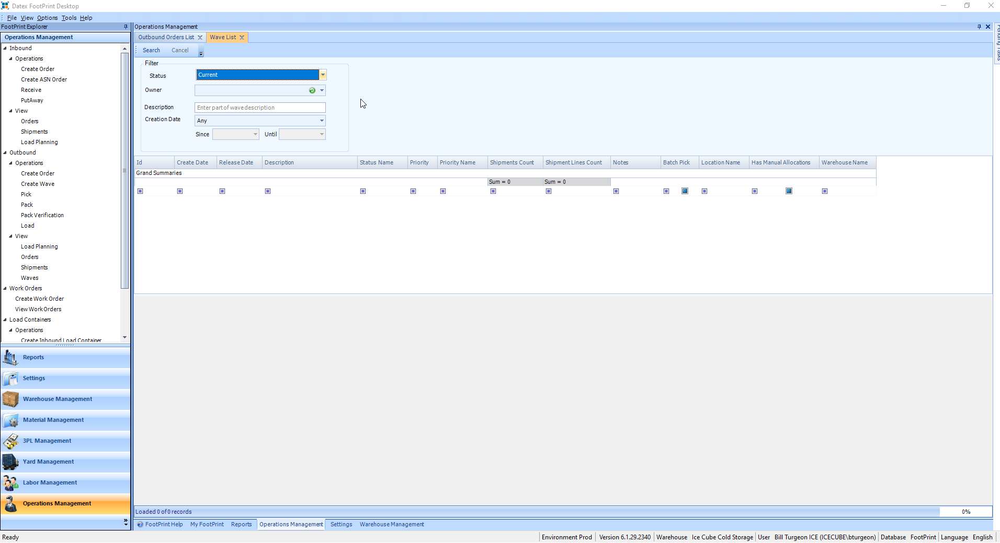 Datex FootPrint Desktop
File View Options Tools Help
FootPrint Explorer
Operations Management
Operations Management
Inbound
Operations
Create Order
Create ASN Order
Receive
PutAway
View
Orders
Shipments
Load Planning
Outbound
Operations
Create Order
Create Wave
Pick
Pack
Pack Verification
Load
View
Load Planning
Orders
Shipments
Waves
Work Orders
Create Work Order
View Work Orders
Load Containers
Operations
Create Inbound Load Container
Reports
Settings
Warehouse Management
Material Management
3PL Management
Yard Management
Labor Management
Operations Management
Outbound Orders List Wave List
Search Cancel
Filter
Status Current
Owner
Description Enter part of wave description
Creation Date Any
Since Until
Id Create Date Release Date Description Status Name Priority Priority Name Shipments Count Shipment Lines Count Notes Batch Pick Location Name Has Manual Allocations Warehouse Name
Grand Summaries
Sum = 0 Sum = 0
Loaded 0 of 0 records 0%
FootPrint Help My FootPrint Reports Operations Management Settings Warehouse Management
Pending Tasks
Ready Environment Prod Version 6.1.29.2340 Warehouse Ice Cube Cold Storage User Bill Turgeon ICE (ICECUBE\bturgeon) Database FootPrint Language English